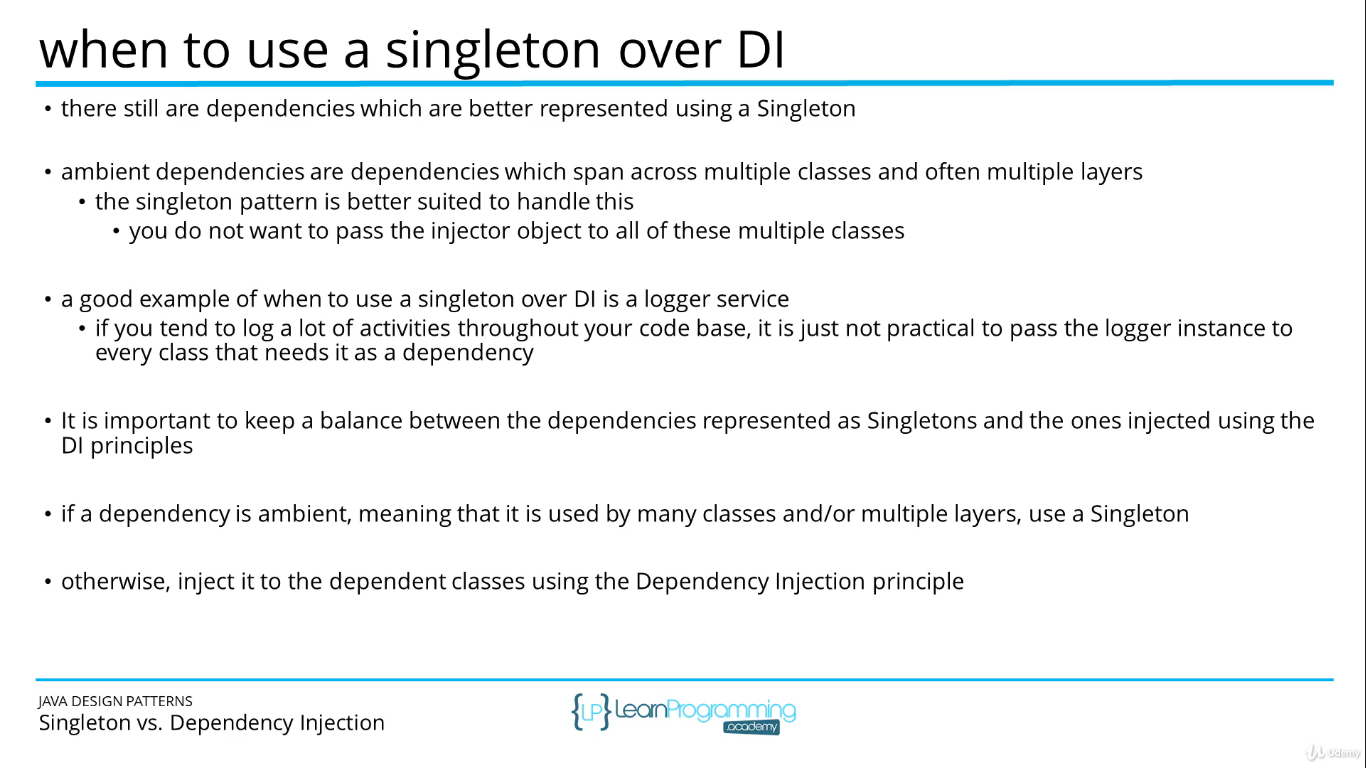 when to use a singleton over DI
• there still are dependencies which are better represented using a Singleton
• ambient dependencies are dependencies which span across multiple classes and often multiple layers
• the singleton pattern is better suited to handle this
• you do not want to pass the injector object to all of these multiple classes
• a good example of when to use a singleton over DI is a logger service
• if you tend to log a lot of activities throughout your code base, it is just not practical to pass the logger instance to
every class that needs it as a dependency
• It is important to keep a balance between the dependencies represented as Singletons and the ones injected using the
DI principles
• if a dependency is ambient, meaning that it is used by many classes and/or multiple layers, use a Singleton
• otherwise, inject it to the dependent classes using the Dependency Injection principle
JAVA DESIGN PATTERNS
Singleton vs. Dependency Injection
{LP} LearnProgramming
.academy
Udemy